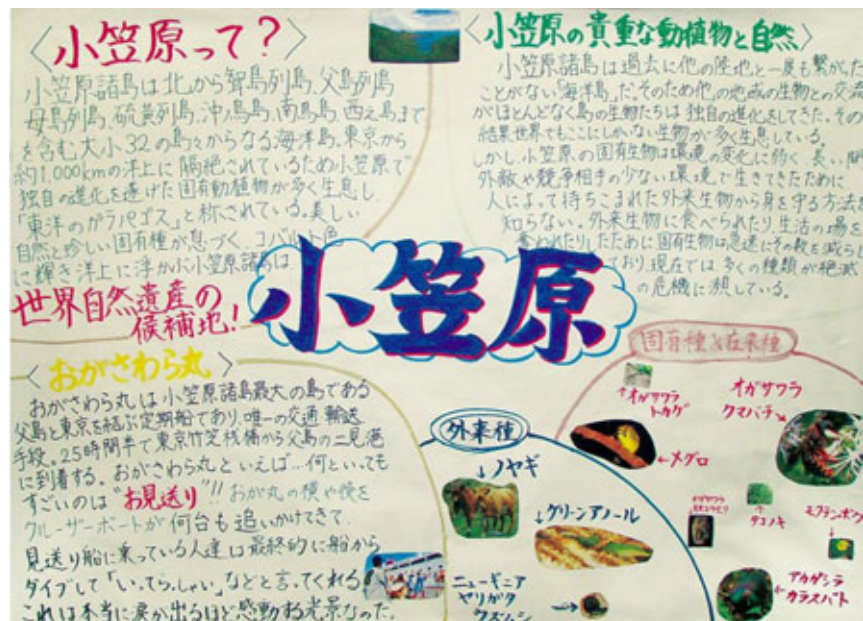 〈小笠原って?〉
小笠原諸島は北から聟島列島、父島列島
母島列島、硫黄列島、沖ノ鳥島、南鳥島、西之島まで
を含む大小32の島々からなる海洋島。東京から
約1,000kmの洋上に隔絶されているため小笠原で
独自の進化を遂げた固有動植物が多く生息し
「東洋のガラパゴス」と称されている。美しい
自然と珍しい固有種が息づく、コバルト色
に輝き洋上に浮かぶ小笠原諸島は
世界自然遺産の
候補地!
〈小笠原の貴重な動植物と自然〉
小笠原諸島は過去に他の陸地と一度も繋がった
ことがない「海洋島」だ。そのため他の地域の生物との交流
がほとんどなく島の生物たちは独自の進化をしてきた。その
結果世界でもここにしかいない生物が多く生息している。
しかし、小笠原の固有生物は環境の変化に弱く、長い間
外敵や競争相手の少ない環境で生きてきたために
人によって持ちこまれた外来生物から身を守る方法を
知らない。外来生物に食べられたり、生活の場を
奪われたりしたために固有生物は急速にその数を減らし
ており、現在では多くの種類が絶滅
の危機に瀕している。
小笠原
〈おがさわら丸〉
おがさわら丸は小笠原諸島最大の島である
父島と東京を結ぶ定期船であり、唯一の交通輸送
手段。25時間半で東京竹芝桟橋から父島の二見港
に到着する。おがさわら丸といえば…何といっても
すごいのは"お見送り"!!おが丸の横や後を
クルーザーボートが何台も追いかけてきて
見送り船に乗っている人達は最終的に船から
ダイブして「いってらっしゃい」などと言ってくれる
これは本当に涙が出るほど感動する光景なのだ。
外来種
↓ノヤギ
↓グリーンアノール
ニューギニア
ヤリガタ
→
固有種&在来種
↑オガサワラ
トカゲ
オガサワラ
クマバチ→
←メグロ
オガサワラ
↑
タコノキ
アカガシラ
カラスバト